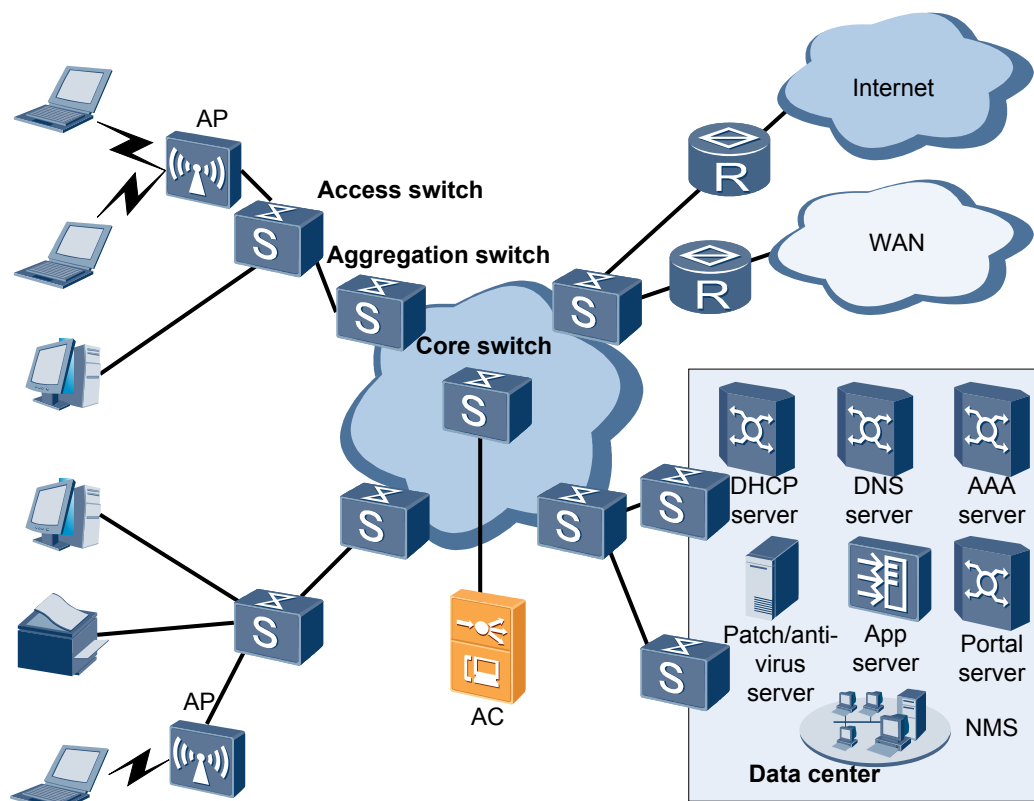 Internet
AP
R
Access switch
S
WAN
Aggregation switch
R
S
S
Core switch
S
DHCP
server
DNS
server
AAA
server
S
S
S
Patch/anti-
virus
server
App
server
Portal
server
S
S
AP
AC
NMS
Data center